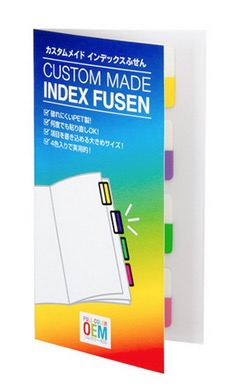 カスタムメイド インデックスふせん
CUSTOM MADE
INDEX FUSEN
破れにくいPET製!
何度でも貼り直しOK!
項目を書き込める大きめサイズ!
4色入りで実用的!
FULL COLOR
OEM